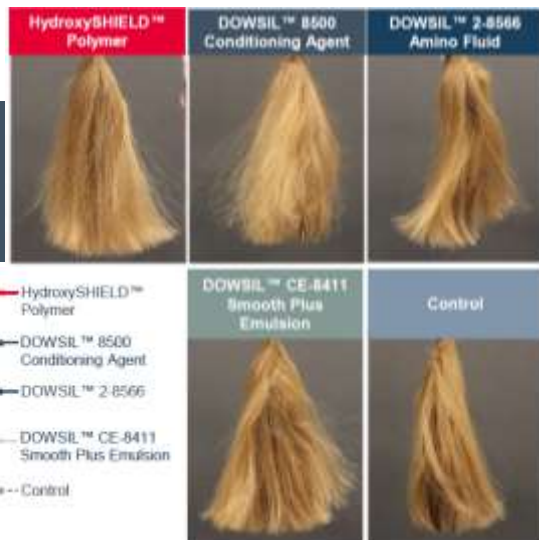 HydroxySHIELD™
Polymer
DOWSIL™ 8500
Conditioning Agent
DOWSIL™ 2-8566
Amino Fluid
HydroxySHIELD™
Polymer
DOWSIL™ 8500
Conditioning Agent
DOWSIL™ 2-8566
DOWSIL™ CE-8411
Smooth Plus Emulsion
Control
DOWSIL™ CE-8411
Smooth Plus
Emulsion
Control